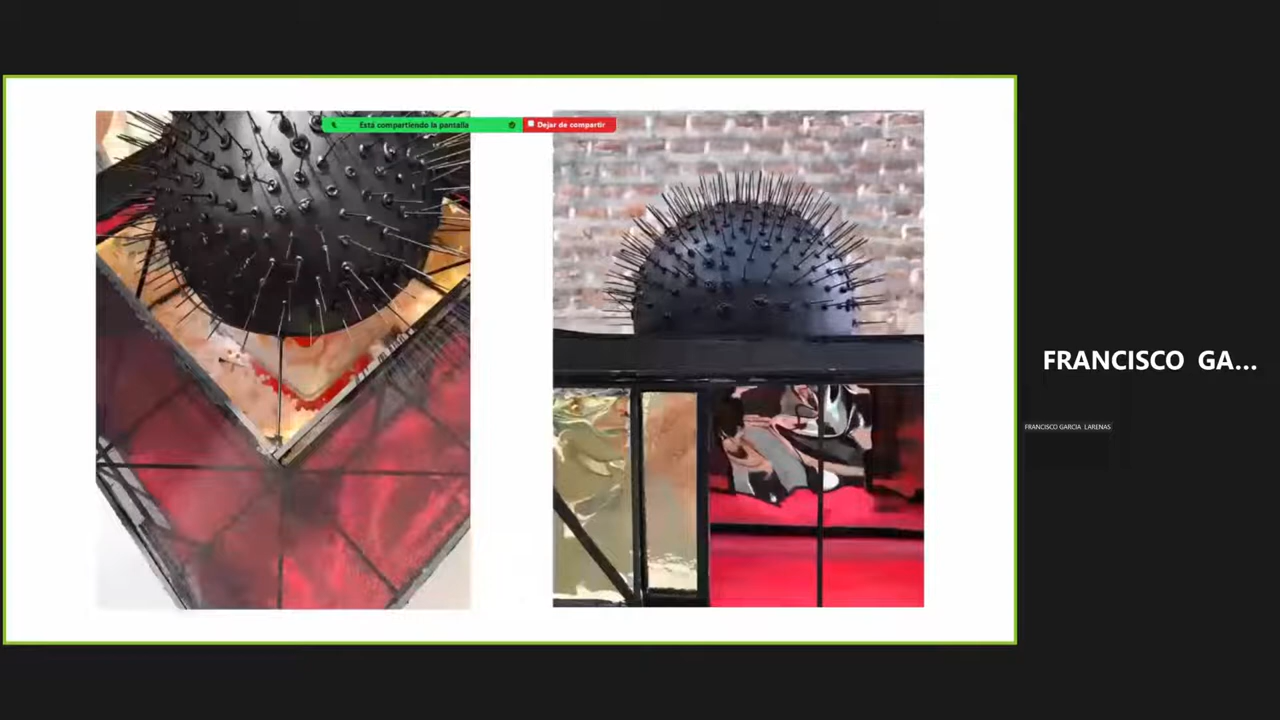 Está compartiendo la pantalla
Dejar de compartir
FRANCISCO GA...
FRANCISCO GARCIA LARENAS